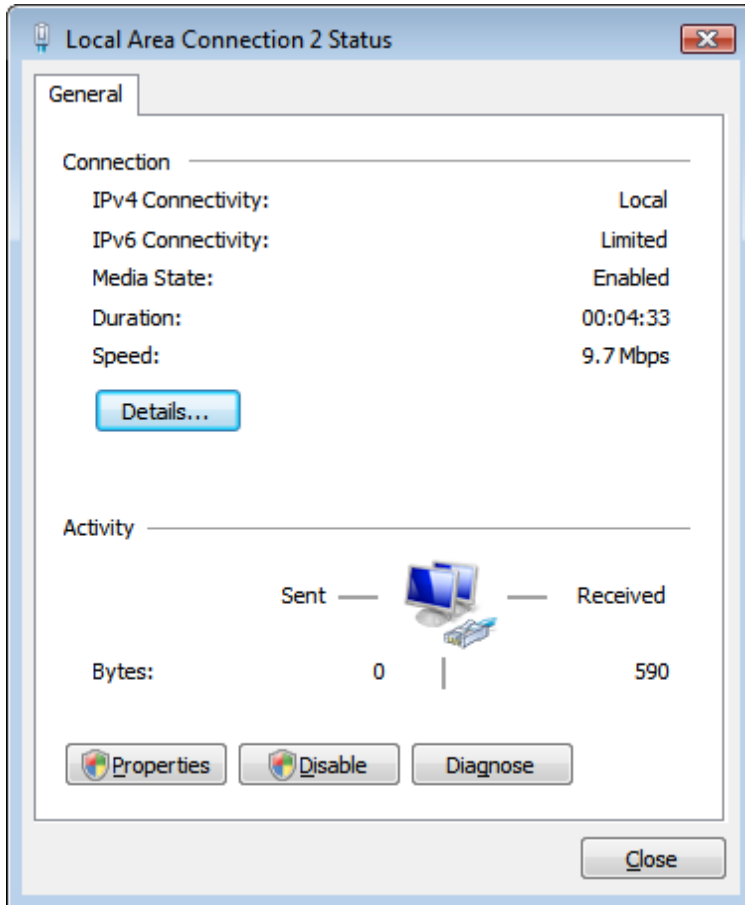 Local Area Connection 2 Status
General
Connection
IPv4 Connectivity: Local
IPv6 Connectivity: Limited
Media State: Enabled
Duration: 00:04:33
Speed: 9.7 Mbps
Details...
Activity
Sent Received
Bytes: 0 590
Properties Disable Diagnose
Close